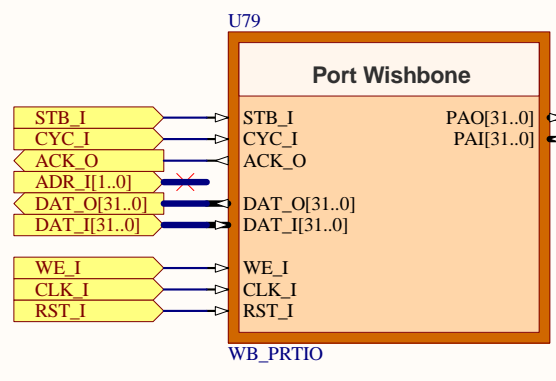 U79
Port Wishbone
STB_I STB_I PAO[31..0]
CYC_I CYC_I PAI[31..0]
ACK_O ACK_O
ADR_I[1..0]
DAT_O[31..0] DAT_O[31..0]
DAT_I[31..0] DAT_I[31..0]
WE_I WE_I
CLK_I CLK_I
RST_I RST_I
WB_PRTIO